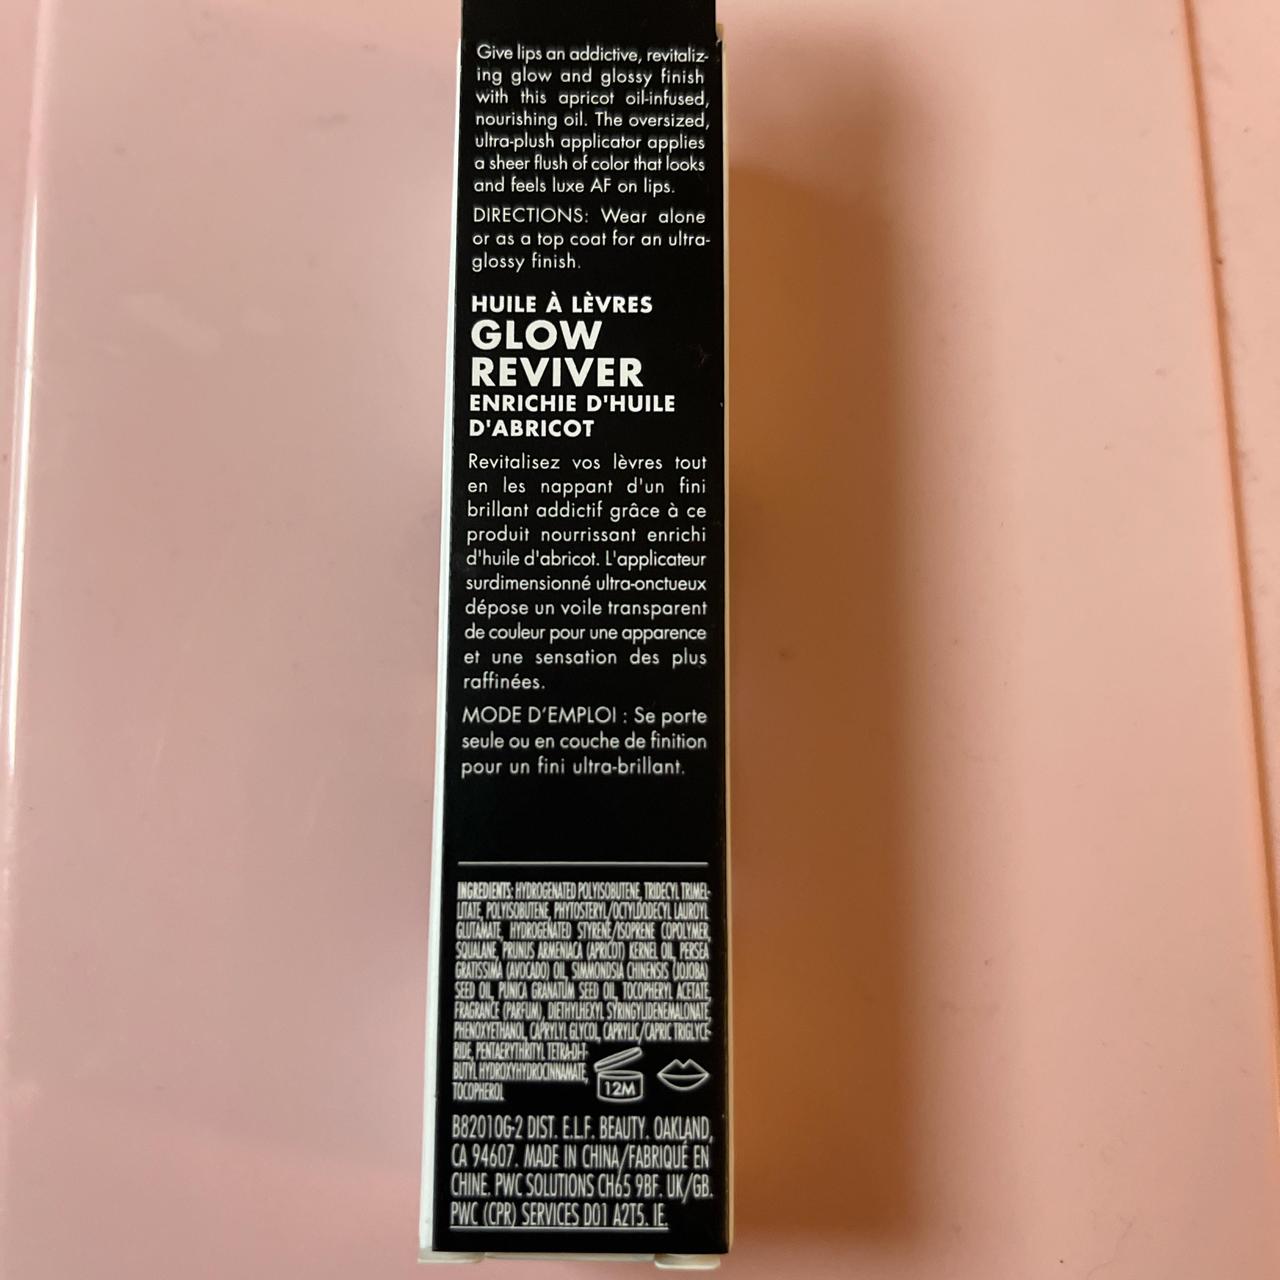 Give lips an addictive, revitaliz-
ing glow and glossy finish
with this apricot oil-infused,
nourishing oil. The oversized,
ultra-plush applicator applies
a sheer flush of color that looks
and feels luxe AF on lips.
DIRECTIONS: Wear alone
or as a top coat for an ultra-
glossy finish.
HUILE À LÈVRES
GLOW
REVIVER
ENRICHIE D'HUILE
D'ABRICOT
Revitalisez vos lèvres tout
en les nappant d'un fini
brillant addictif grâce à ce
produit nourrissant enrichi
d'huile d'abricot. L'applicateur
surdimensionné ultra-onctueux
dépose un voile transparent
de couleur pour une apparence
et une sensation des plus
raffinées.
MODE D'EMPLOI : Se porte
seule ou en couche de finition
pour un fini ultra-brillant.
INGREDIENTS: HYDROGENATED POLYISOBUTENE, TRIDECYL TRIMEL-
LITATE, POLYISOBUTENE, PHYTOSTERYL/OCTYLDODECYL LAUROYL
GLUTAMATE, HYDROGENATED STYRENE/ISOPRENE COPOLYMER,
SQUALANE, PRUNUS ARMENIACA (APRICOT) KERNEL OIL, PERSEA
GRATISSIMA (AVOCADO) OIL, SIMMONDSIA CHINENSIS (JOJOBA)
SEED OIL, PUNICA GRANATUM SEED OIL, TOCOPHERYL ACETATE,
FRAGRANCE (PARFUM), DIETHYLHEXYL SYRINGYLIDENEMALONATE,
PHENOXYETHANOL, CAPRYLYL GLYCOL, CAPRYLIC/CAPRIC TRIGLYCE-
RIDE, PENTAERYTHRITYL TETRA-DI-T-
BUTYL HYDROXYHYDROCINNAMATE,
TOCOPHEROL
12M
B82010G-2 DIST. E.L.F. BEAUTY. OAKLAND,
CA 94607. MADE IN CHINA/FABRIQUÉ EN
CHINE. PWC SOLUTIONS CH65 9BF. UK/GB.
PWC (CPR) SERVICES D01 A2T5. IE.